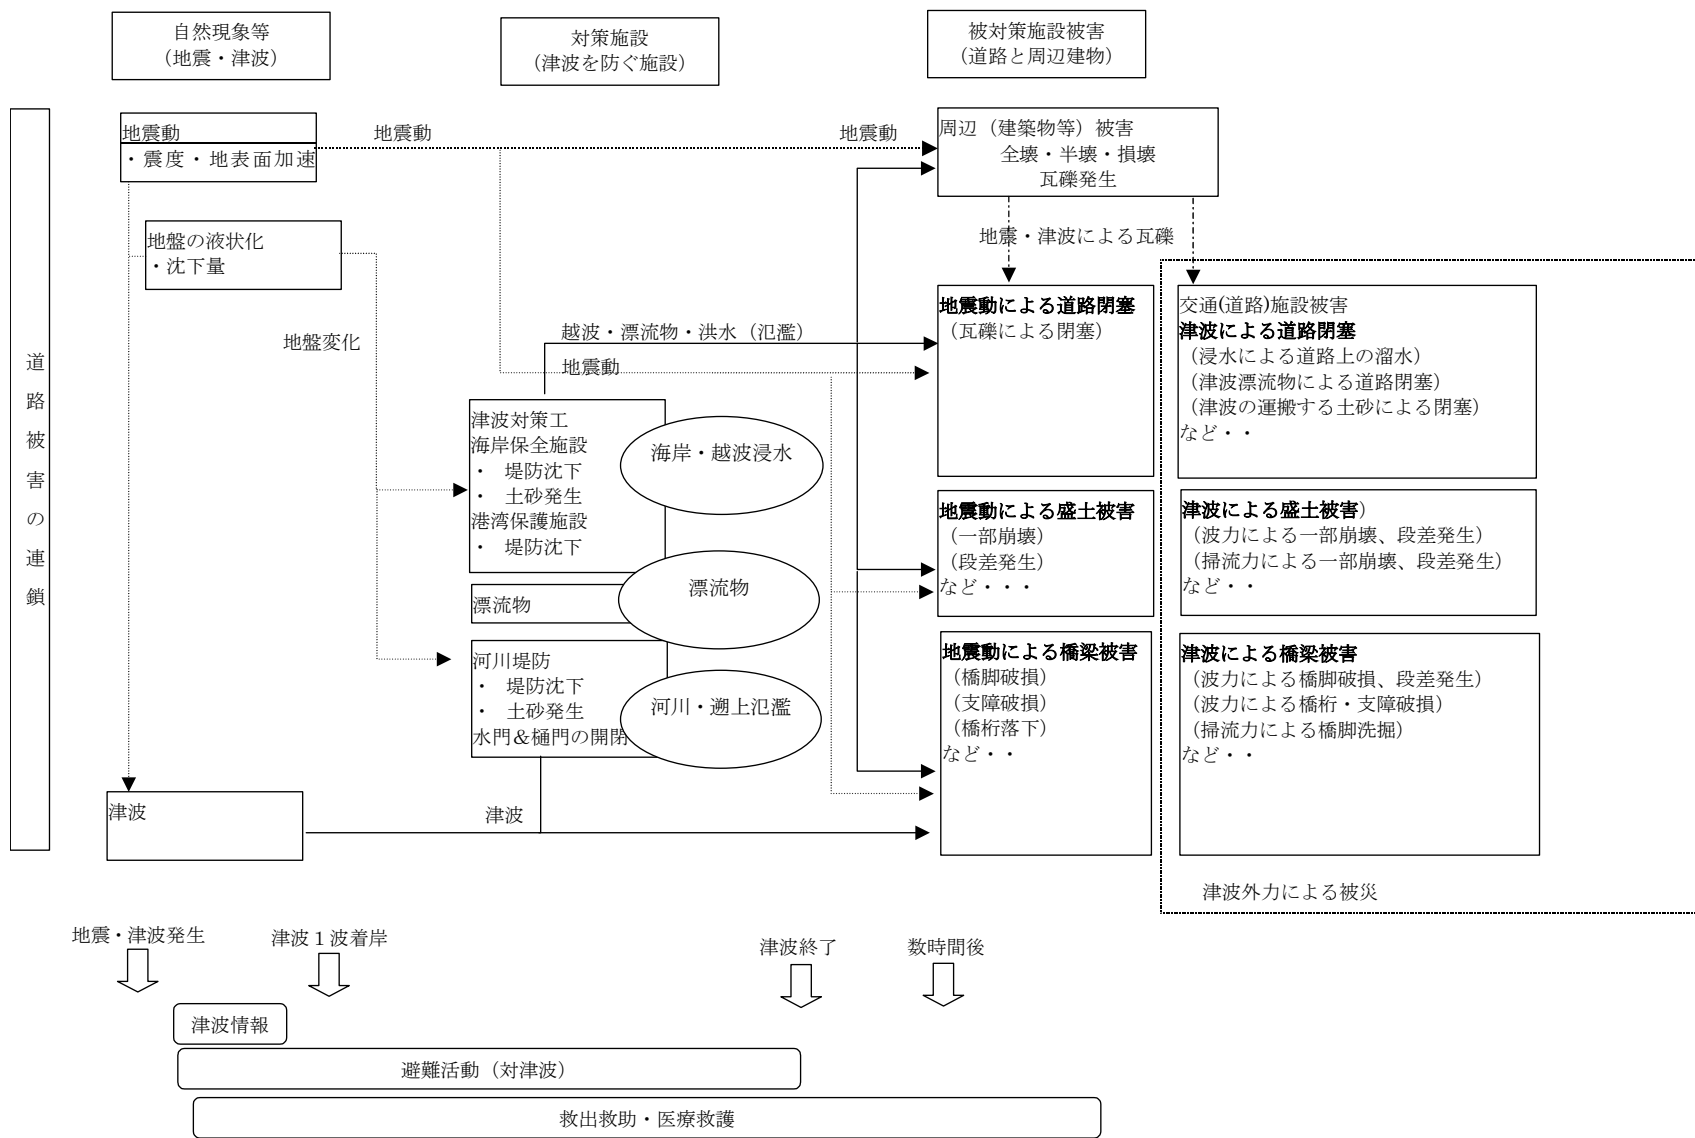 自然現象等
（地震・津波）
対策施設
（津波を防ぐ施設）
被対策施設被害
（道路と周辺建物）
道路被害の連鎖
地震動
・震度・地表面加速
地震動
地震動
周辺（建築物等）被害
全壊・半壊・損壊
瓦礫発生
地盤の液状化
・沈下量
地震・津波による瓦礫
地盤変化
越波・漂流物・洪水（氾濫）
地震動
地震動による道路閉塞
（瓦礫による閉塞）
交通(道路)施設被害
津波による道路閉塞
（浸水による道路上の溜水）
（津波漂流物による道路閉塞）
（津波の運搬する土砂による閉塞）
など・・
津波対策工
海岸保全施設
・　堤防沈下
・　土砂発生
港湾保護施設
・　堤防沈下
海岸・越波浸水
地震動による盛土被害
（一部崩壊）
（段差発生）
など・・・
津波による盛土被害）
（波力による一部崩壊、段差発生）
（掃流力による一部崩壊、段差発生）
など・・
漂流物
漂流物
河川堤防
・　堤防沈下
・　土砂発生
水門＆樋門の開閉
河川・遡上氾濫
地震動による橋梁被害
（橋脚破損）
（支障破損）
（橋桁落下）
など・・
津波による橋梁被害
（波力による橋脚破損、段差発生）
（波力による橋桁・支障破損）
（掃流力による橋脚洗掘）
など・・
津波
津波
津波外力による被災
地震・津波発生
津波１波着岸
津波終了
数時間後
津波情報
避難活動（対津波）
救出救助・医療救護